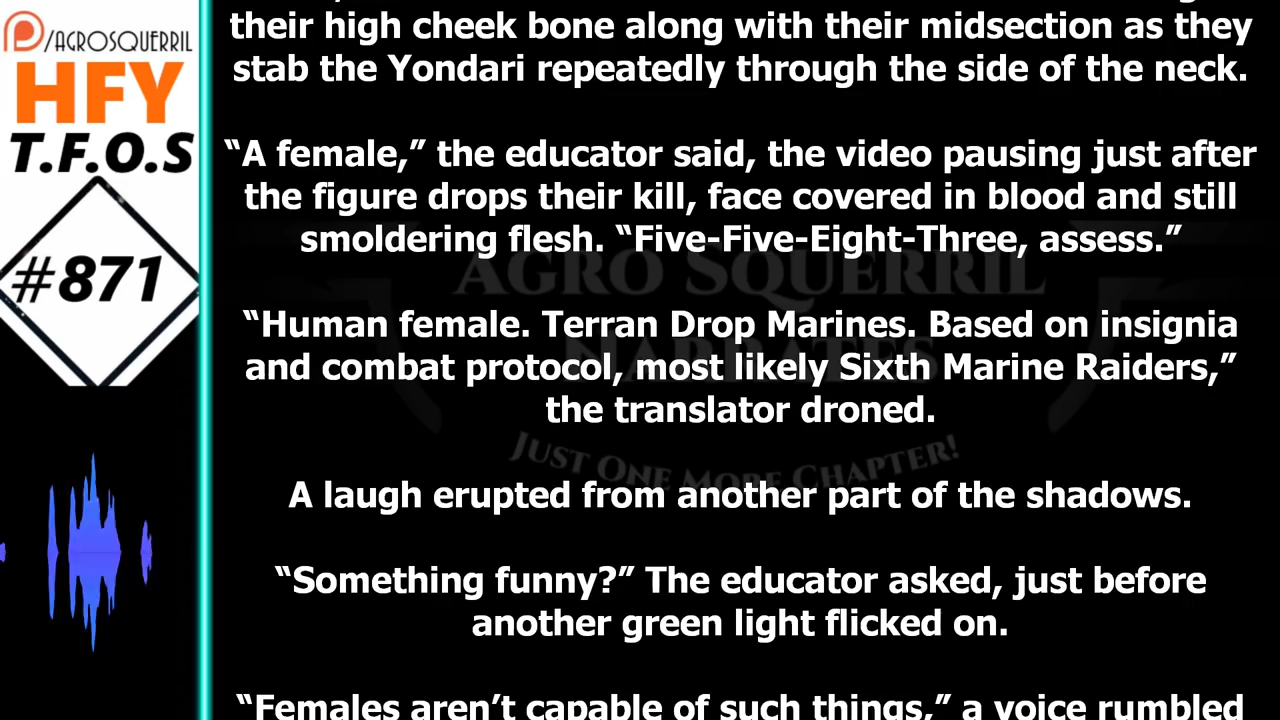 /AGROSQUERRIL
HFY
T.F.O.S
#871
their high cheek bone along with their midsection as they
stab the Yondari repeatedly through the side of the neck.
“A female,” the educator said, the video pausing just after
the figure drops their kill, face covered in blood and still
smoldering flesh. “Five-Five-Eight-Three, assess.”
AGRO SQUERRIL
“Human female. Terran Drop Marines. Based on insignia
NARRATES
and combat protocol, most likely Sixth Marine Raiders,”
the translator droned.
JUST ONE MORE CHAPTER!
A laugh erupted from another part of the shadows.
“Something funny?” The educator asked, just before
another green light flicked on.
“Females aren’t capable of such things,” a voice rumbled